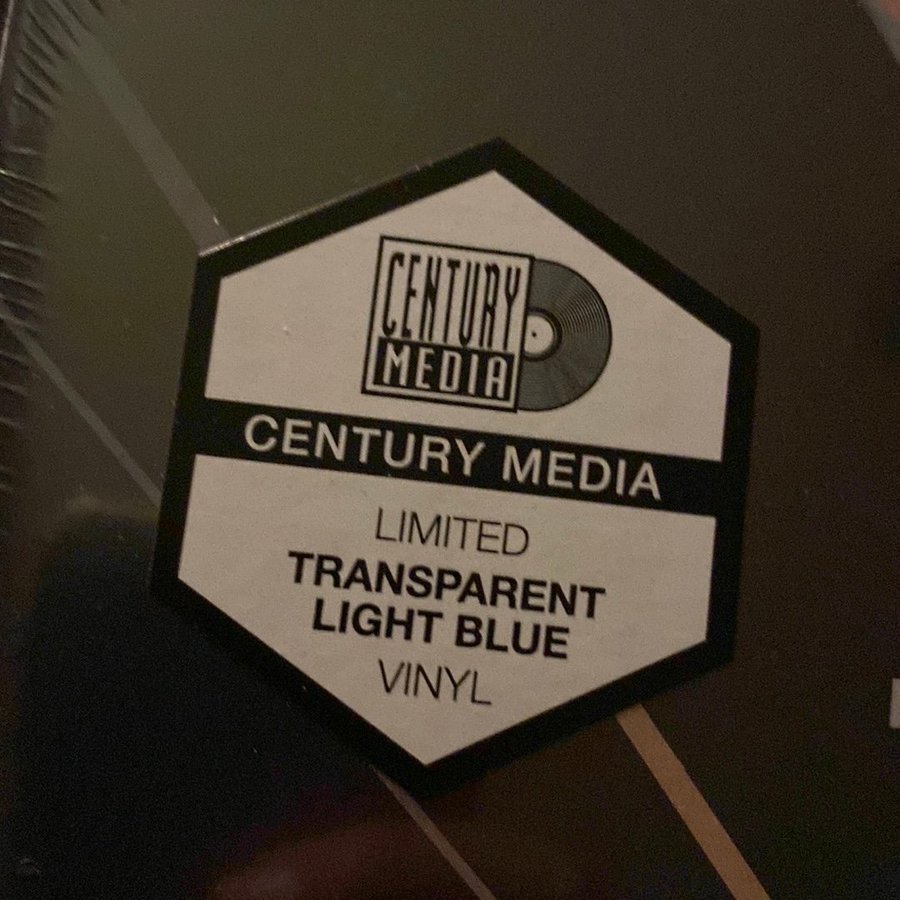 CENTURY
MEDIA
CENTURY MEDIA
LIMITED
TRANSPARENT
LIGHT BLUE
VINYL